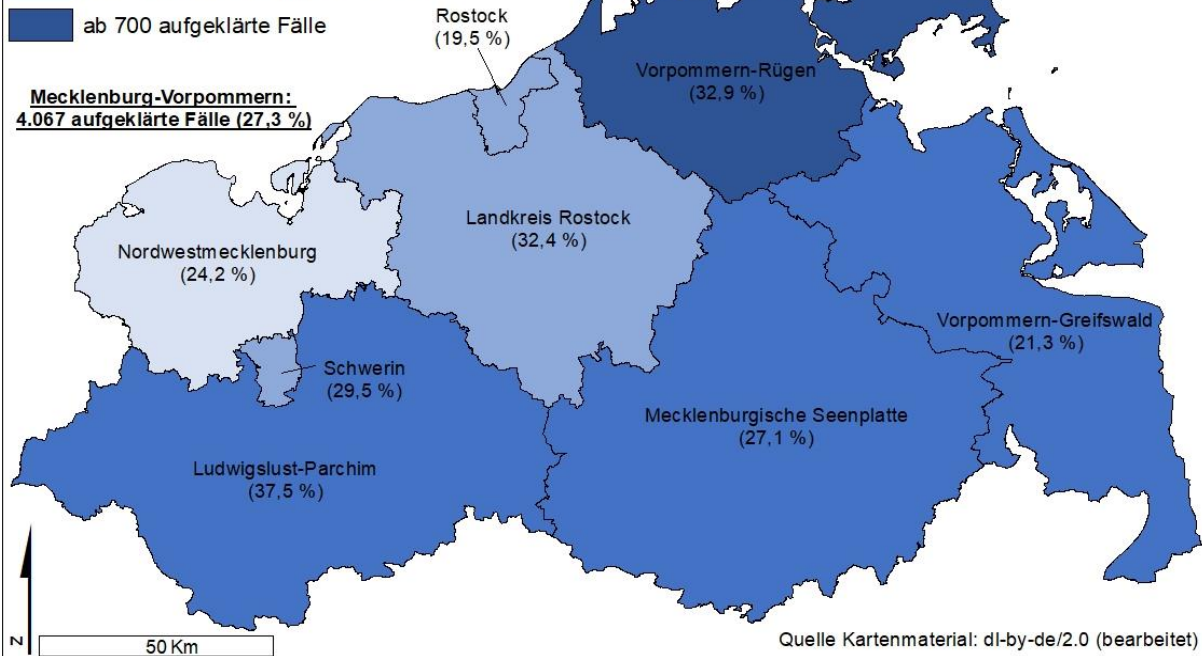 ab 700 aufgeklärte Fälle
Rostock
(19,5 %)
Vorpommern-Rügen
(32,9 %)
Mecklenburg-Vorpommern:
4.067 aufgeklärte Fälle (27,3 %)
Landkreis Rostock
(32,4 %)
Nordwestmecklenburg
(24,2 %)
Vorpommern-Greifswald
(21,3 %)
Schwerin
(29,5 %)
Mecklenburgische Seenplatte
(27,1 %)
Ludwigslust-Parchim
(37,5 %)
N
50 Km
Quelle Kartenmaterial: dl-by-de/2.0 (bearbeitet)